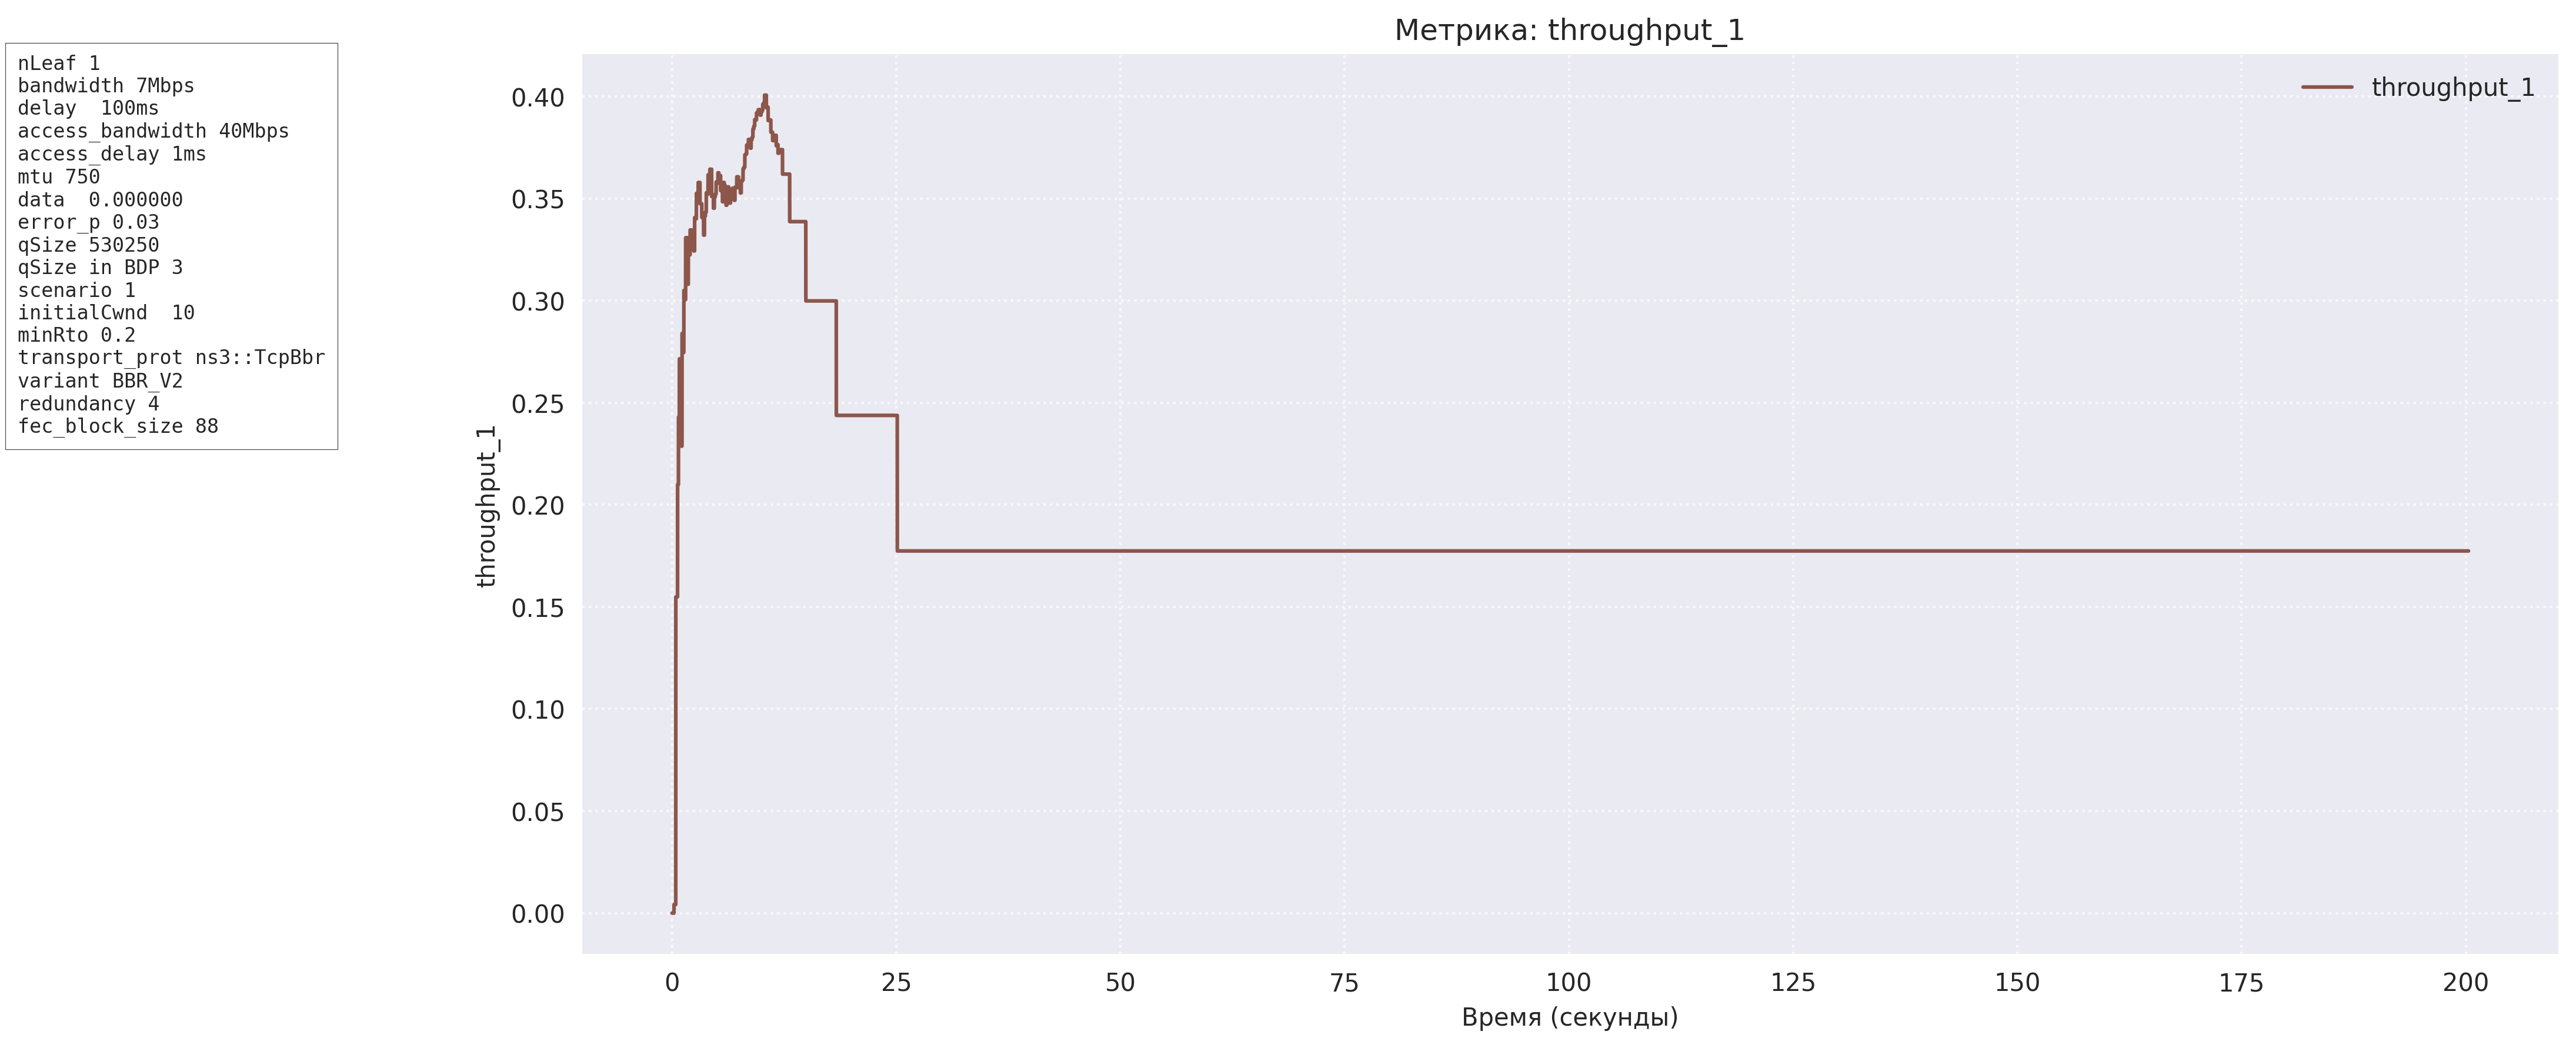 Метрика: throughput_1
nLeaf 1
bandwidth 7Mbps
delay  100ms
access_bandwidth 40Mbps
access_delay 1ms
mtu 750
data  0.000000
error_p 0.03
qSize 530250
qSize in BDP 3
scenario 1
initialCwnd  10
minRto 0.2
transport_prot ns3::TcpBbr
variant BBR_V2
redundancy 4
fec_block_size 88
throughput_1
throughput_1
0.40
0.35
0.30
0.25
0.20
0.15
0.10
0.05
0.00
0 25 50 75 100 125 150 175 200
Время (секунды)